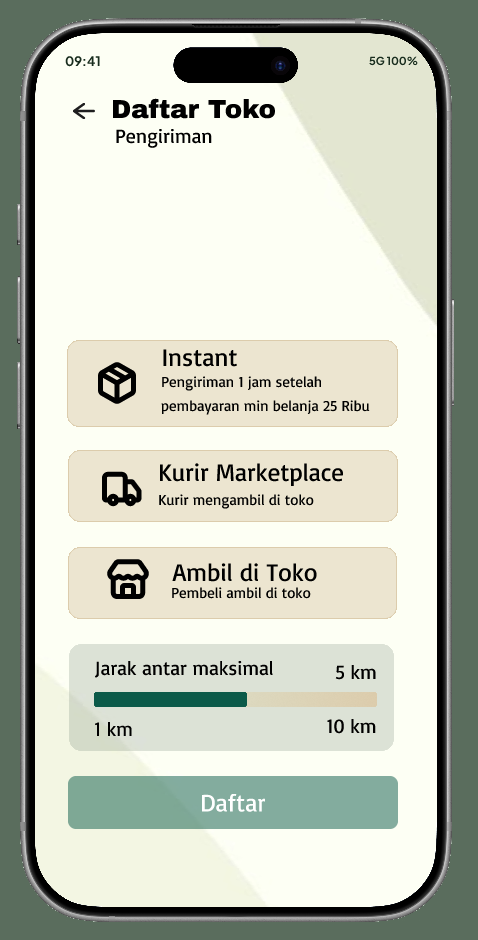 09:41
5G 100%
Daftar Toko
Pengiriman
Instant
Pengiriman 1 jam setelah
pembayaran min belanja 25 Ribu
Kurir Marketplace
Kurir mengambil di toko
Ambil di Toko
Pembeli ambil di toko
Jarak antar maksimal
5 km
1 km
10 km
Daftar